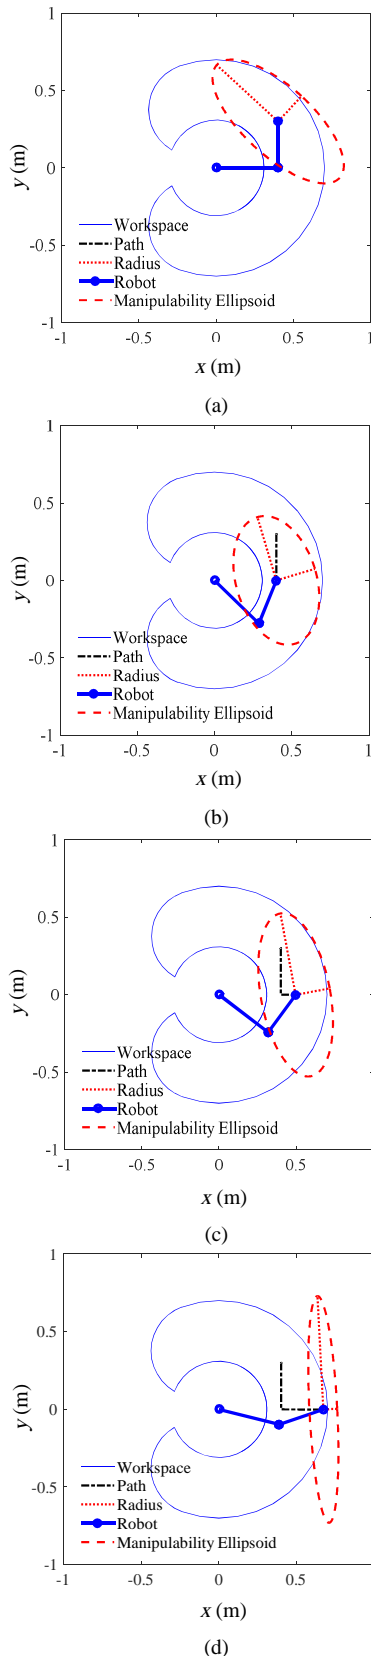 1
0.5
0
-0.5
-1
y (m)
Workspace
Path
Radius
Robot
Manipulability Ellipsoid
-1 -0.5 0 0.5 1
x (m)
(a)
1
0.5
0
-0.5
-1
y (m)
Workspace
Path
Radius
Robot
Manipulability Ellipsoid
-1 -0.5 0 0.5 1
x (m)
(b)
1
0.5
0
-0.5
-1
y (m)
Workspace
Path
Radius
Robot
Manipulability Ellipsoid
-1 -0.5 0 0.5 1
x (m)
(c)
1
0.5
0
-0.5
-1
y (m)
Workspace
Path
Radius
Robot
Manipulability Ellipsoid
-1 -0.5 0 0.5 1
x (m)
(d)